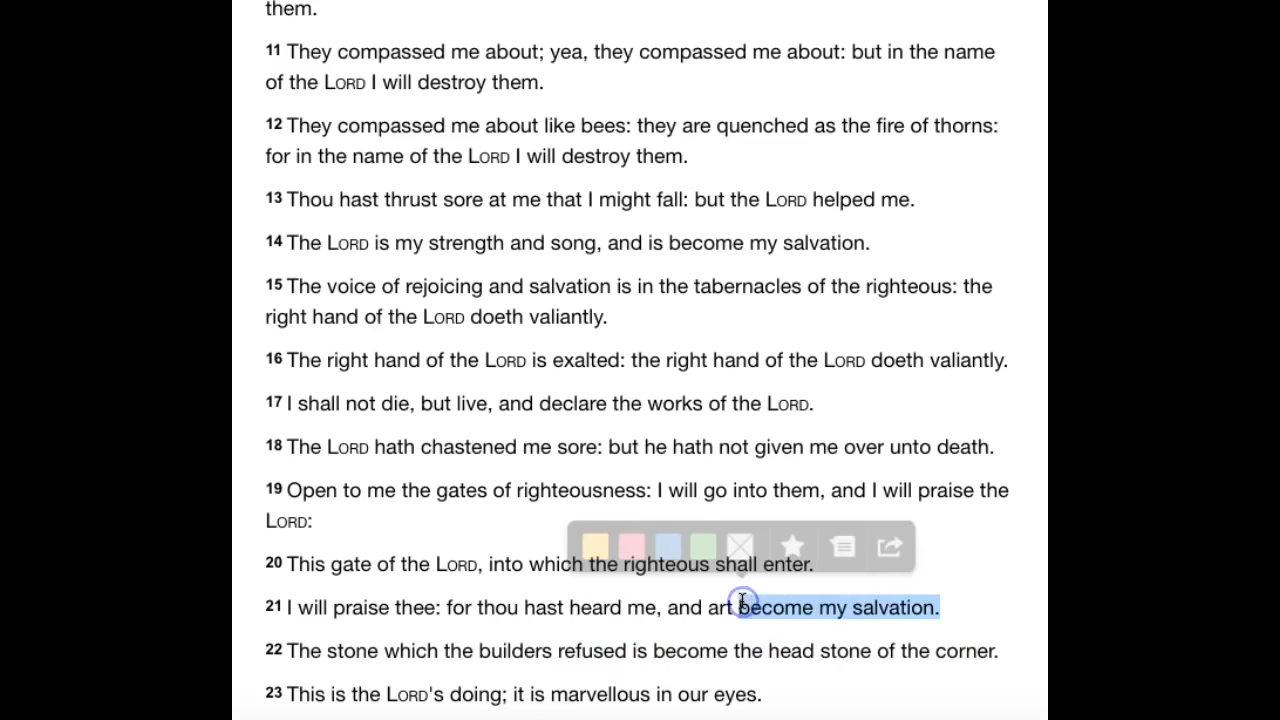 them.
11 They compassed me about; yea, they compassed me about: but in the name
of the LORD I will destroy them.
12 They compassed me about like bees: they are quenched as the fire of thorns:
for in the name of the LORD I will destroy them.
13 Thou hast thrust sore at me that I might fall: but the LORD helped me.
14 The LORD is my strength and song, and is become my salvation.
15 The voice of rejoicing and salvation is in the tabernacles of the righteous: the
right hand of the LORD doeth valiantly.
16 The right hand of the LORD is exalted: the right hand of the LORD doeth valiantly.
17 I shall not die, but live, and declare the works of the LORD.
18 The LORD hath chastened me sore: but he hath not given me over unto death.
19 Open to me the gates of righteousness: I will go into them, and I will praise the
LORD:
20 This gate of the LORD, into which the righteous shall enter.
21 I will praise thee: for thou hast heard me, and art become my salvation.
22 The stone which the builders refused is become the head stone of the corner.
23 This is the LORD's doing; it is marvellous in our eyes.